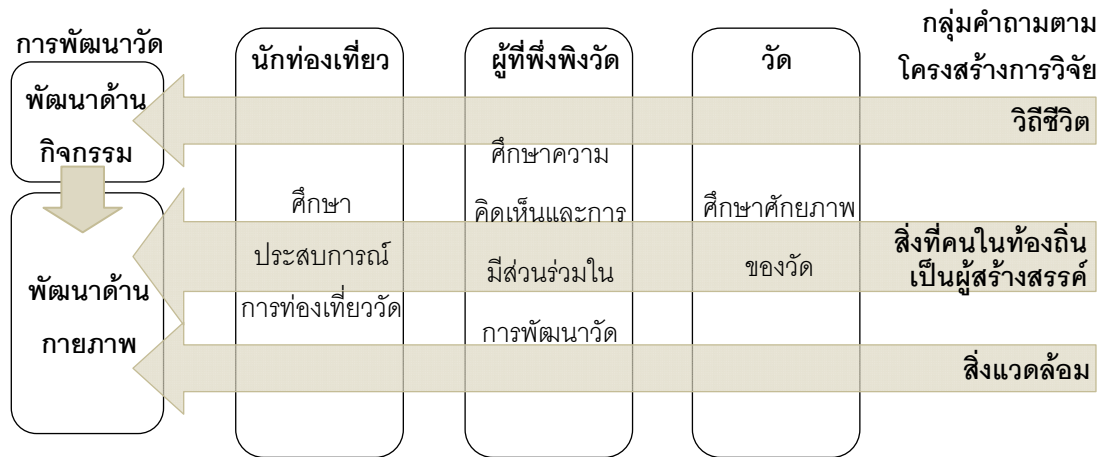 การพัฒนาวัด
พัฒนาด้าน
กิจกรรม
พัฒนาด้าน
กายภาพ
นักท่องเที่ยว
ศึกษา
ประสบการณ์
การท่องเที่ยววัด
ผู้ที่พึ่งพิงวัด
ศึกษาความ
คิดเห็นและการ
มีส่วนร่วมใน
การพัฒนาวัด
วัด
ศึกษาศักยภาพ
ของวัด
กลุ่มคำถามตาม
โครงสร้างการวิจัย
วิถีชีวิต
สิ่งที่คนในท้องถิ่น
เป็นผู้สร้างสรรค์
สิ่งแวดล้อม